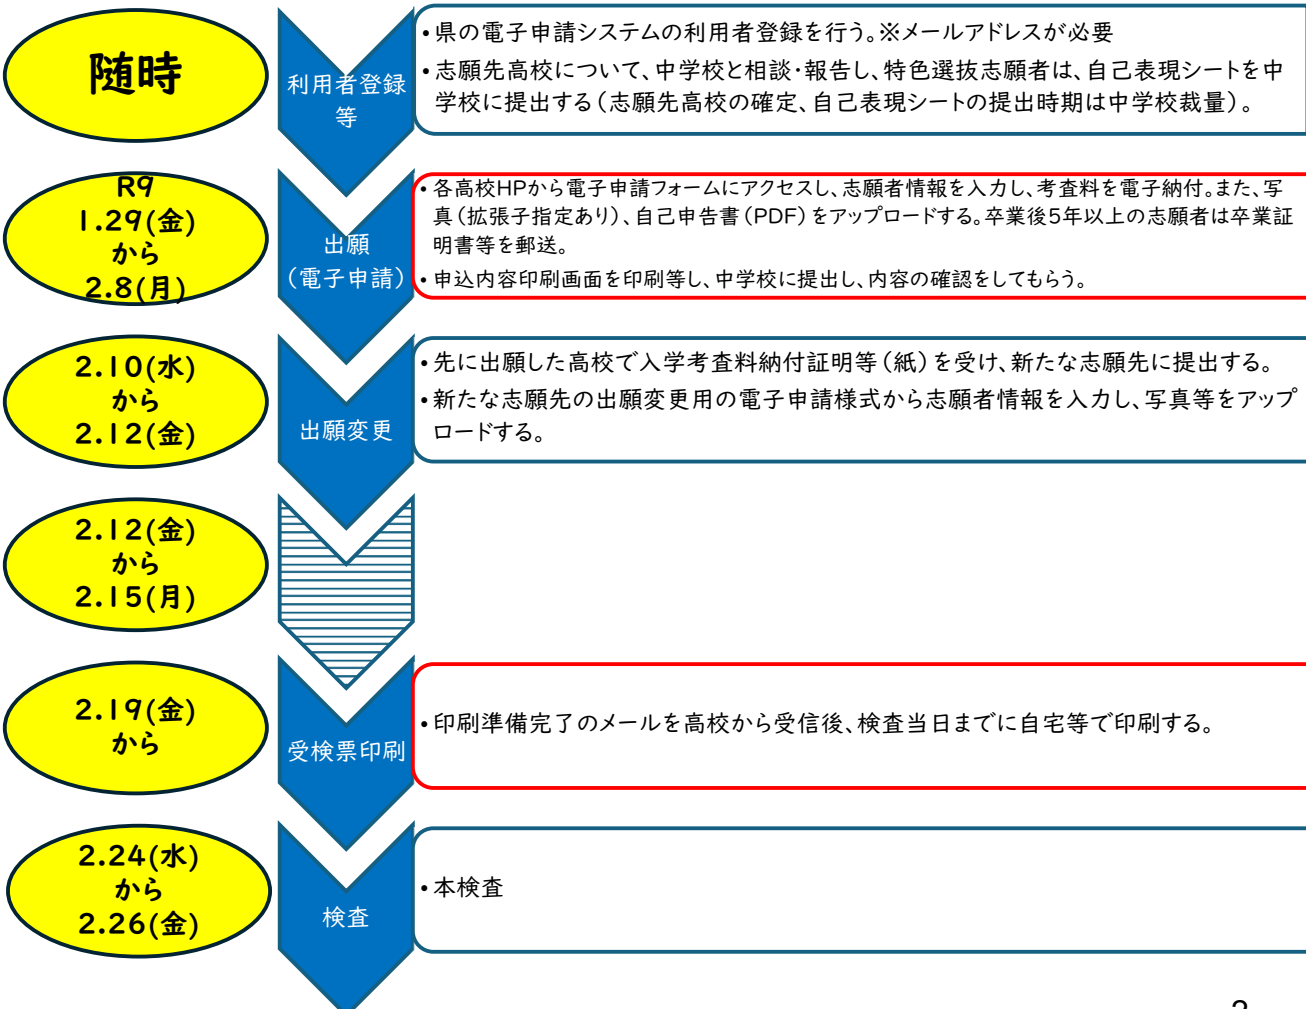 随時
利用者登録
等
・県の電子申請システムの利用者登録を行う。※メールアドレスが必要
・志願先高校について、中学校と相談・報告し、特色選抜志願者は、自己表現シートを中
学校に提出する（志願先高校の確定、自己表現シートの提出時期は中学校裁量）。
R9
1.29(金)
から
2.8(月)
出願
（電子申請）
・各高校HPから電子申請フォームにアクセスし、志願者情報を入力し、考査料を電子納付。また、写
真（拡張子指定あり）、自己申告書（PDF）をアップロードする。卒業後5年以上の志願者は卒業証
明書等を郵送。
・申込内容印刷画面を印刷等し、中学校に提出し、内容の確認をしてもらう。
2.10(水)
から
2.12(金)
出願変更
・先に出願した高校で入学考査料納付証明等（紙）を受け、新たな志願先に提出する。
・新たな志願先の出願変更用の電子申請様式から志願者情報を入力し、写真等をアップ
ロードする。
2.12(金)
から
2.15(月)
2.19(金)
から
受検票印刷
・印刷準備完了のメールを高校から受信後、検査当日までに自宅等で印刷する。
2.24(水)
から
2.26(金)
検査
・本検査